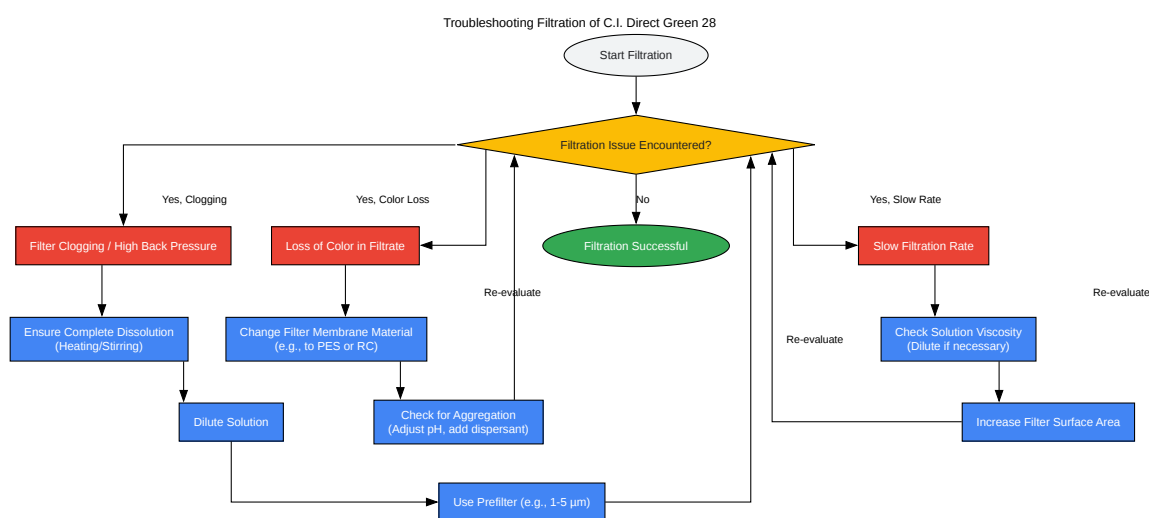 Troubleshooting Filtration of C.I. Direct Green 28
Start Filtration
Filtration Issue Encountered?
Yes, Clogging
Yes, Color Loss
No
Yes, Slow Rate
Filter Clogging / High Back Pressure
Loss of Color in Filtrate
Filtration Successful
Slow Filtration Rate
Re-evaluate
Re-evaluate
Ensure Complete Dissolution
(Heating/Stirring)
Change Filter Membrane Material
(e.g., to PES or RC)
Re-evaluate
Check Solution Viscosity
(Dilute if necessary)
Dilute Solution
Check for Aggregation
(Adjust pH, add dispersant)
Increase Filter Surface Area
Use Prefilter (e.g., 1-5 µm)